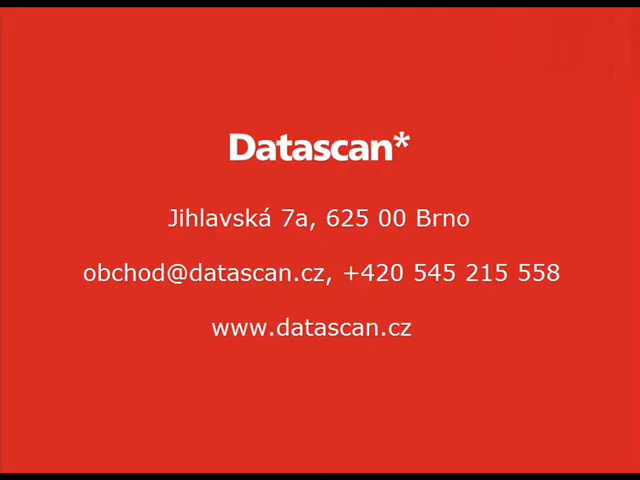 Datascan*
Jihlavská 7a, 625 00 Brno
obchod@datascan.cz, +420 545 215 558
www.datascan.cz